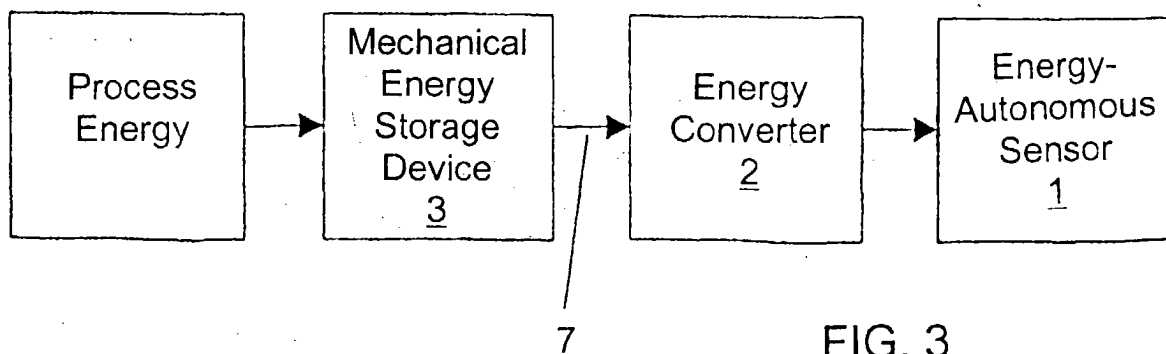 Process
Energy
Mechanical
Energy
Storage
Device
3
Energy
Converter
2
Energy-
Autonomous
Sensor
1
7
FIG. 3